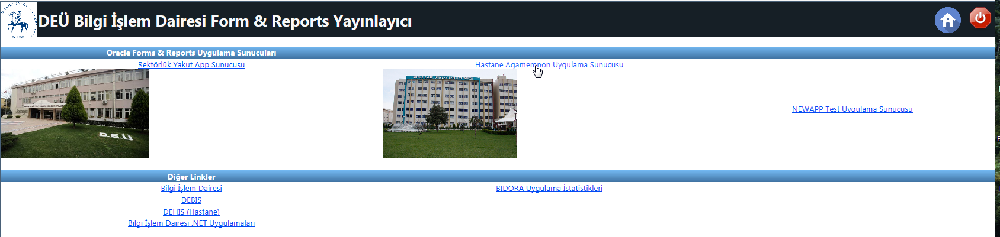 DEÜ Bilgi İşlem Dairesi Form & Reports Yayınlayıcı
Oracle Forms & Reports Uygulama Sunucuları
Rektörlük Yakut App Sunucusu
Hastane Agamemnon Uygulama Sunucusu
D.E.Ü
NEWAPP Test Uygulama Sunucusu
Diğer Linkler
Bilgi İşlem Dairesi
BIDORA Uygulama İstatistikleri
DEBIS
DEHIS (Hastane)
Bilgi İşlem Dairesi .NET Uygulamaları